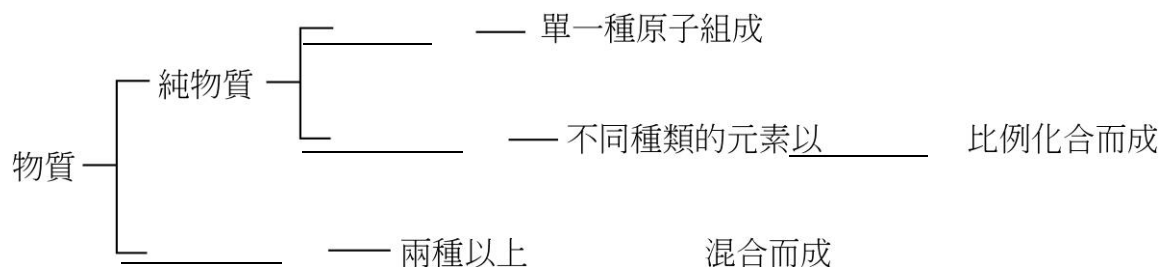 單一種原子組成
純物質
不同種類的元素以 比例化合而成
物質
兩種以上 混合而成